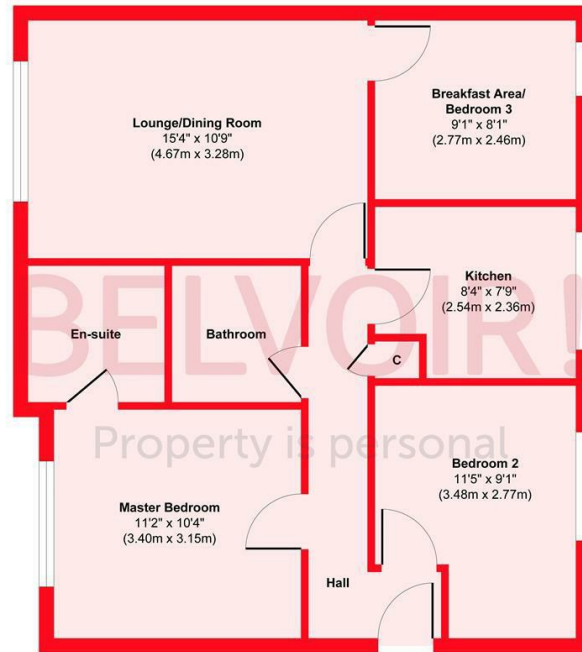 Lounge/Dining Room
15'4" x 10'9"
(4.67m x 3.28m)
Breakfast Area/
Bedroom 3
9'1" x 8'1"
(2.77m x 2.46m)
Kitchen
8'4" x 7'9"
(2.54m x 2.36m)
BELVOIR!
En-suite
Bathroom
C
Property is personal
Master Bedroom
11'2" x 10'4"
(3.40m x 3.15m)
Bedroom 2
11'5" x 9'1"
(3.48m x 2.77m)
Hall